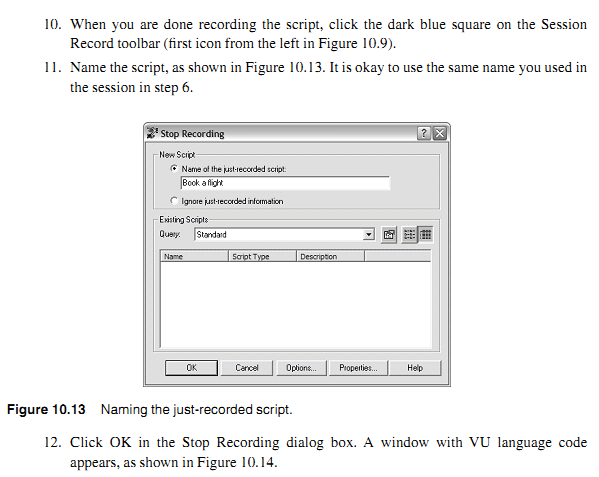 10. When you are done recording the script, click the dark blue square on the Session
Record toolbar (first icon from the left in Figure 10.9).
11. Name the script, as shown in Figure 10.13. It is okay to use the same name you used in
the session in step 6.
Stop Recording
New Script
Name of the just-recorded script:
Book a flight
Ignore just-recorded information
Existing Scripts
Query: Standard
Name Script Type Description
OK Cancel Options... Properties... Help
Figure 10.13 Naming the just-recorded script.
12. Click OK in the Stop Recording dialog box. A window with VU language code
appears, as shown in Figure 10.14.